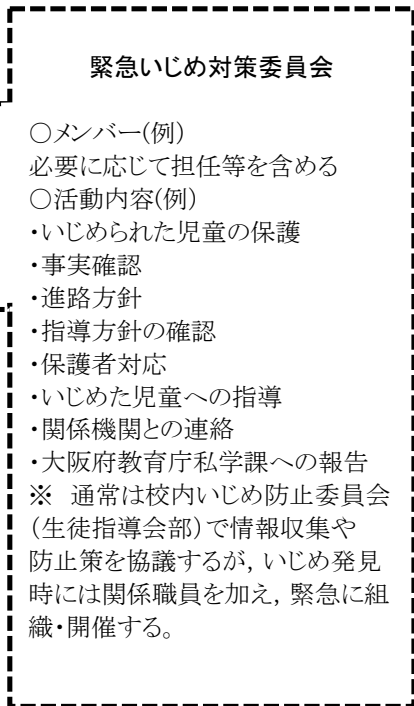 緊急いじめ対策委員会
○メンバー(例)
必要に応じて担任等を含める
○活動内容(例)
・いじめられた児童の保護
・事実確認
・進路方針
・指導方針の確認
・保護者対応
・いじめた児童への指導
・関係機関との連絡
・大阪府教育庁私学課への報告
※　通常は校内いじめ防止委員会
（生徒指導会部）で情報収集や
防止策を協議するが，いじめ発見
時には関係職員を加え，緊急に組
織・開催する。